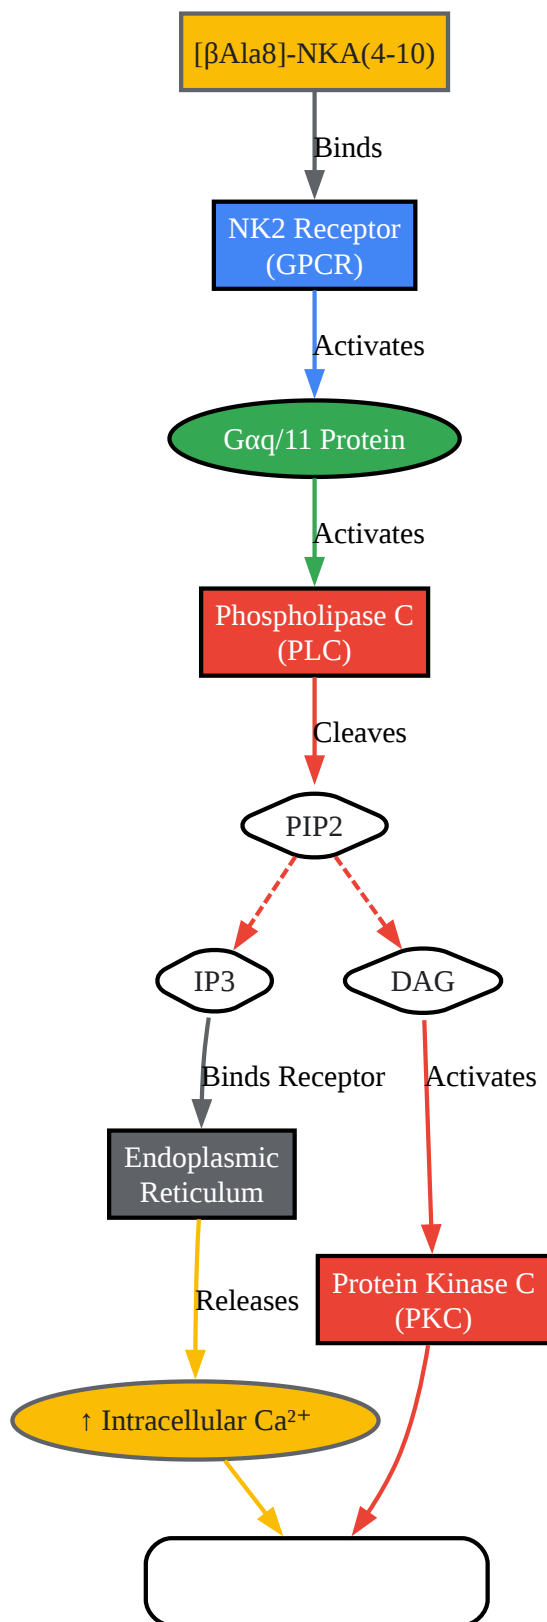 [βAla8]-NKA(4-10)
Binds
NK2 Receptor
(GPCR)
Activates
Gαq/11 Protein
Activates
Phospholipase C
(PLC)
Cleaves
PIP2
IP3
DAG
Binds Receptor
Activates
Endoplasmic
Reticulum
Releases
Protein Kinase C
(PKC)
↑ Intracellular Ca²⁺